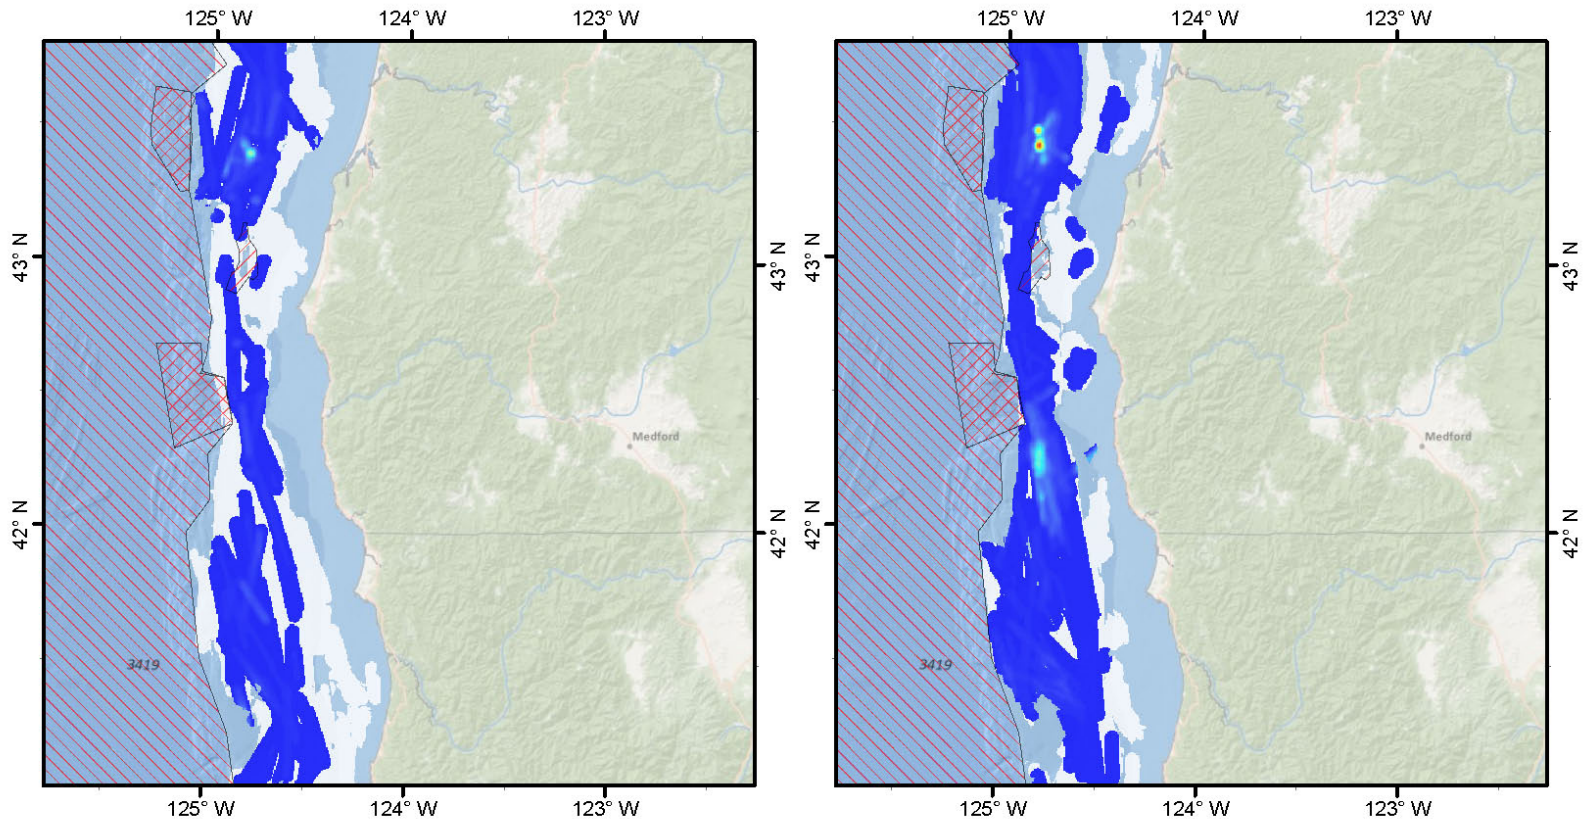 125° W 124° W 123° W 125° W 124° W 123° W
43° N 43° N 43° N 43° N
Medford Medford
42° N 42° N 42° N 42° N
3419 3419
125° W 124° W 123° W 125° W 124° W 123° W